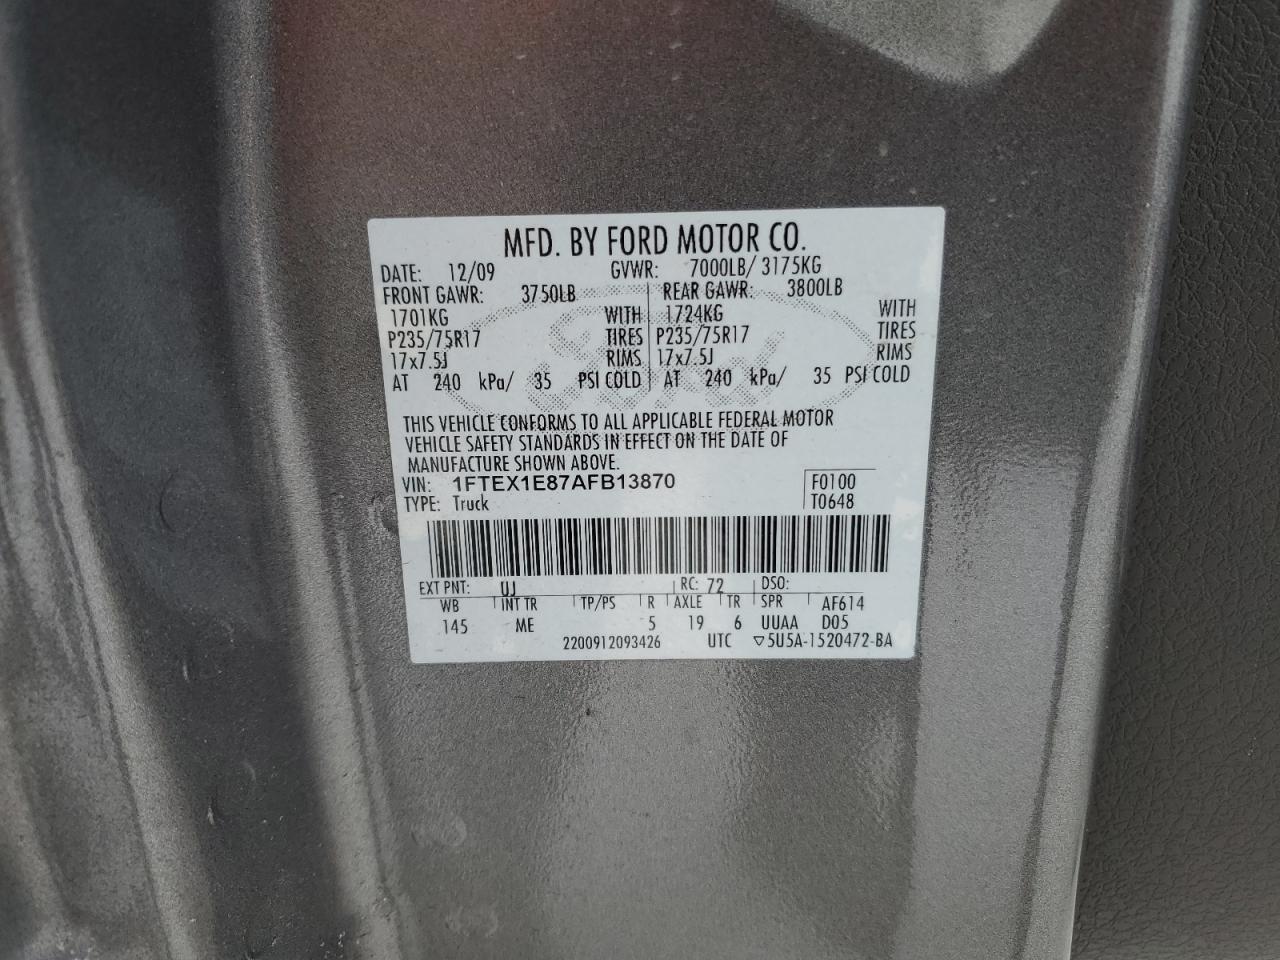 MFD. BY FORD MOTOR CO.
DATE: 12/09 GVWR: 7000LB/ 3175KG
FRONT GAWR: 3750LB REAR GAWR: 3800LB
1701KG WITH 1724KG WITH
P235/75R17 TIRES P235/75R17 TIRES
17x7.5J RIMS 17x7.5J RIMS
AT 240 kPa/ 35 PSI COLD AT 240 kPa/ 35 PSI COLD
Ford
THIS VEHICLE CONFORMS TO ALL APPLICABLE FEDERAL MOTOR
VEHICLE SAFETY STANDARDS IN EFFECT ON THE DATE OF
MANUFACTURE SHOWN ABOVE.
VIN: 1FTEX1E87AFB13870 F0100
TYPE: Truck T0648
EXT PNT: UJ RC: 72 DSO:
WB INT TR TP/PS R AXLE TR SPR AF614
145 ME 5 19 6 UUAA D05
2200912093426 UTC ▽5U5A-1520472-BA